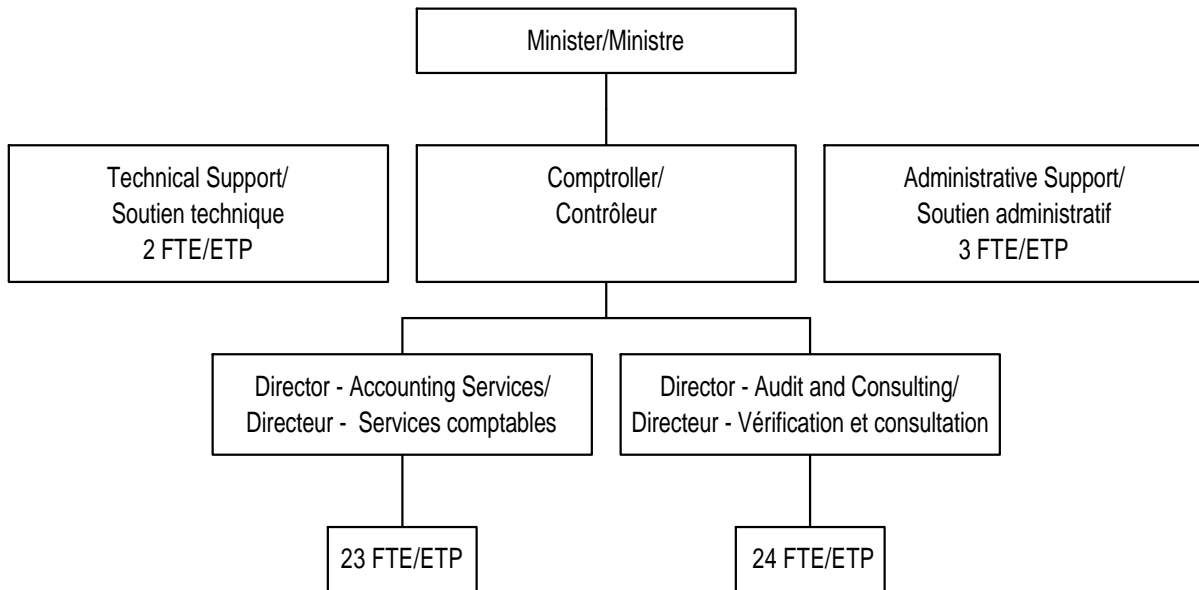 Minister/Ministre
Technical Support/
Soutien technique
2 FTE/ETP
Comptroller/
Contrôleur
Administrative Support/
Soutien administratif
3 FTE/ETP
Director - Accounting Services/
Directeur - Services comptables
Director - Audit and Consulting/
Directeur - Vérification et consultation
23 FTE/ETP
24 FTE/ETP